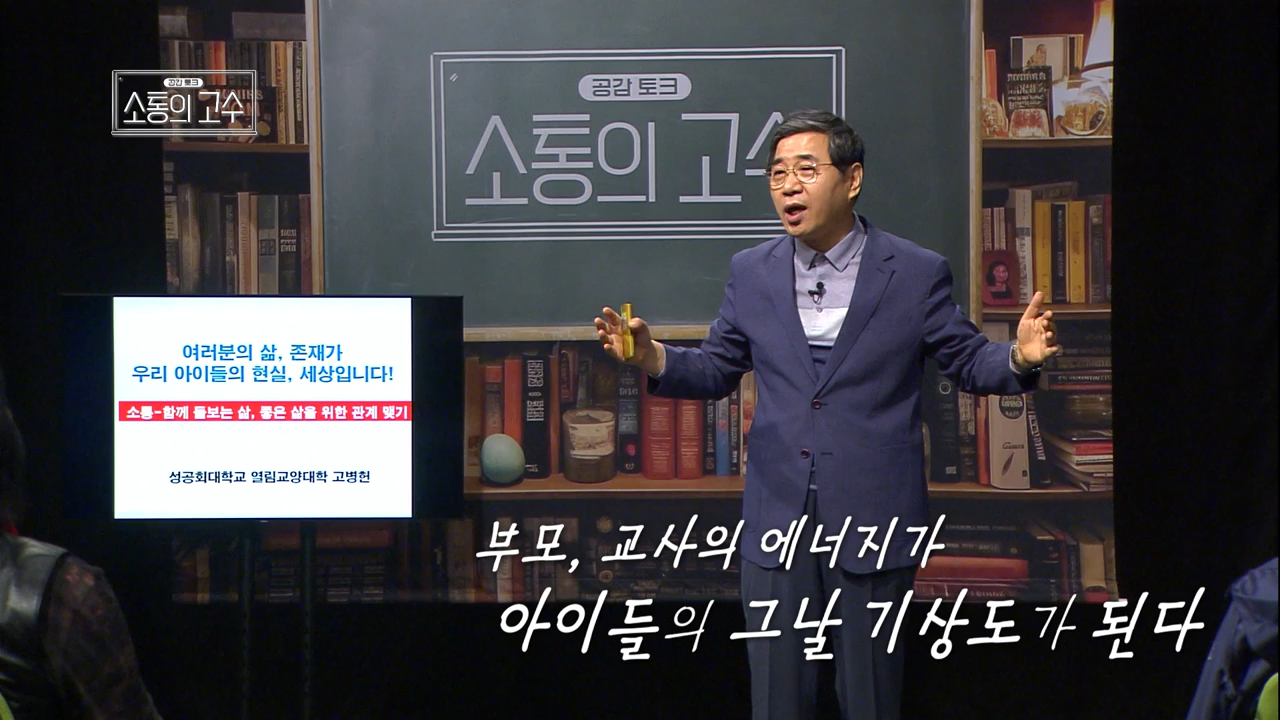 공감 토크
소통의 고수
공감 토크
소통의 고수
여러분의 삶, 존재가
우리 아이들의 현실, 세상입니다!
소통-함께 돌보는 삶, 좋은 삶을 위한 관계 맺기
성공회대학교 열림교양대학 고병헌
부모, 교사의 에너지가
아이들의 그날 기상도가 된다